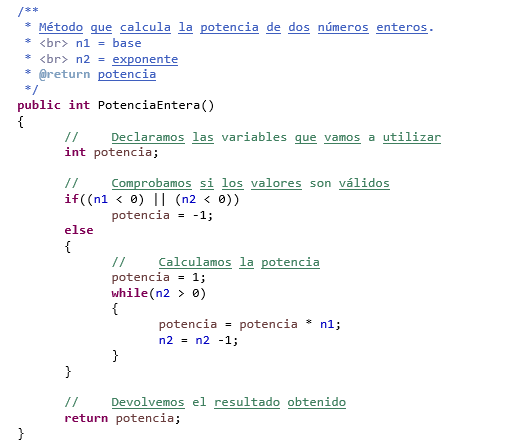 /**
 * Método que calcula la potencia de dos números enteros.
 * <br> n1 = base
 * <br> n2 = exponente
 * @return potencia
 */
public int PotenciaEntera()
{
//    Declaramos las variables que vamos a utilizar
int potencia;
//    Comprobamos si los valores son válidos
if((n1 < 0) || (n2 < 0))
potencia = -1;
else
{
//    Calculamos la potencia
potencia = 1;
while(n2 > 0)
{
potencia = potencia * n1;
n2 = n2 -1;
}
}
//    Devolvemos el resultado obtenido
return potencia;
}